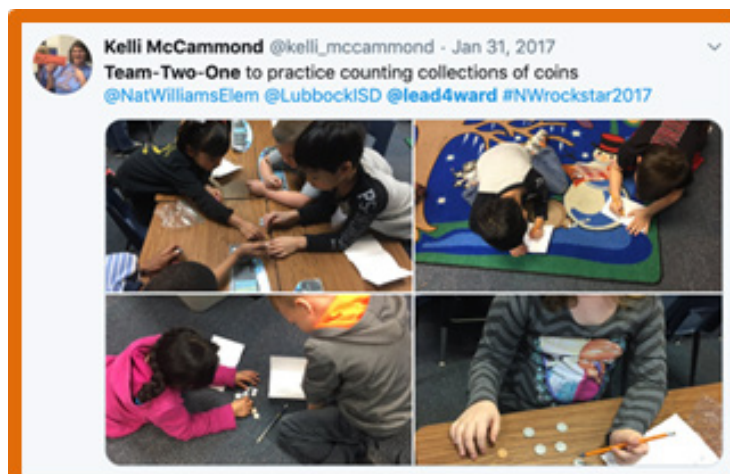 Kelli McCammond @kelli_mccammond · Jan 31, 2017
Team-Two-One to practice counting collections of coins
@NatWilliamsElem @LubbockISD @lead4ward #NWrockstar2017